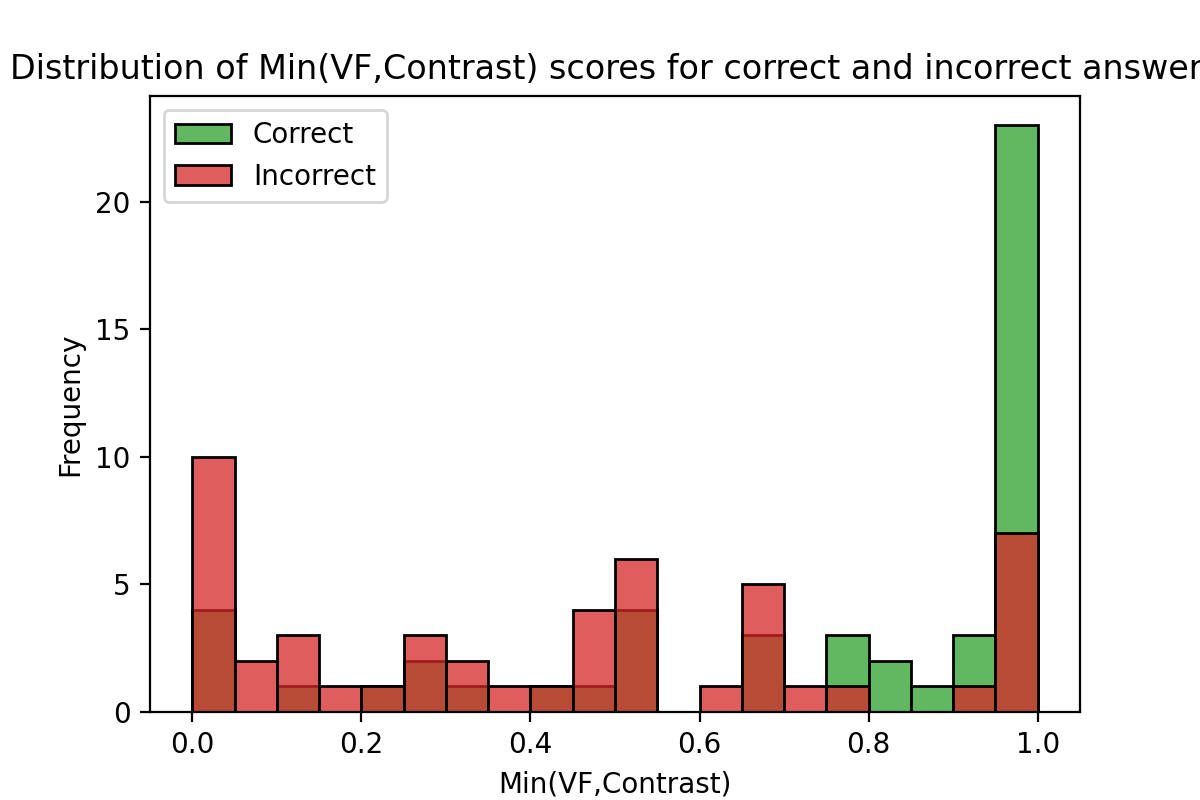 Distribution of Min(VF,Contrast) scores for correct and incorrect answer
Correct
Incorrect
Frequency
20
15
10
5
0
0.0 0.2 0.4 0.6 0.8 1.0
Min(VF,Contrast)